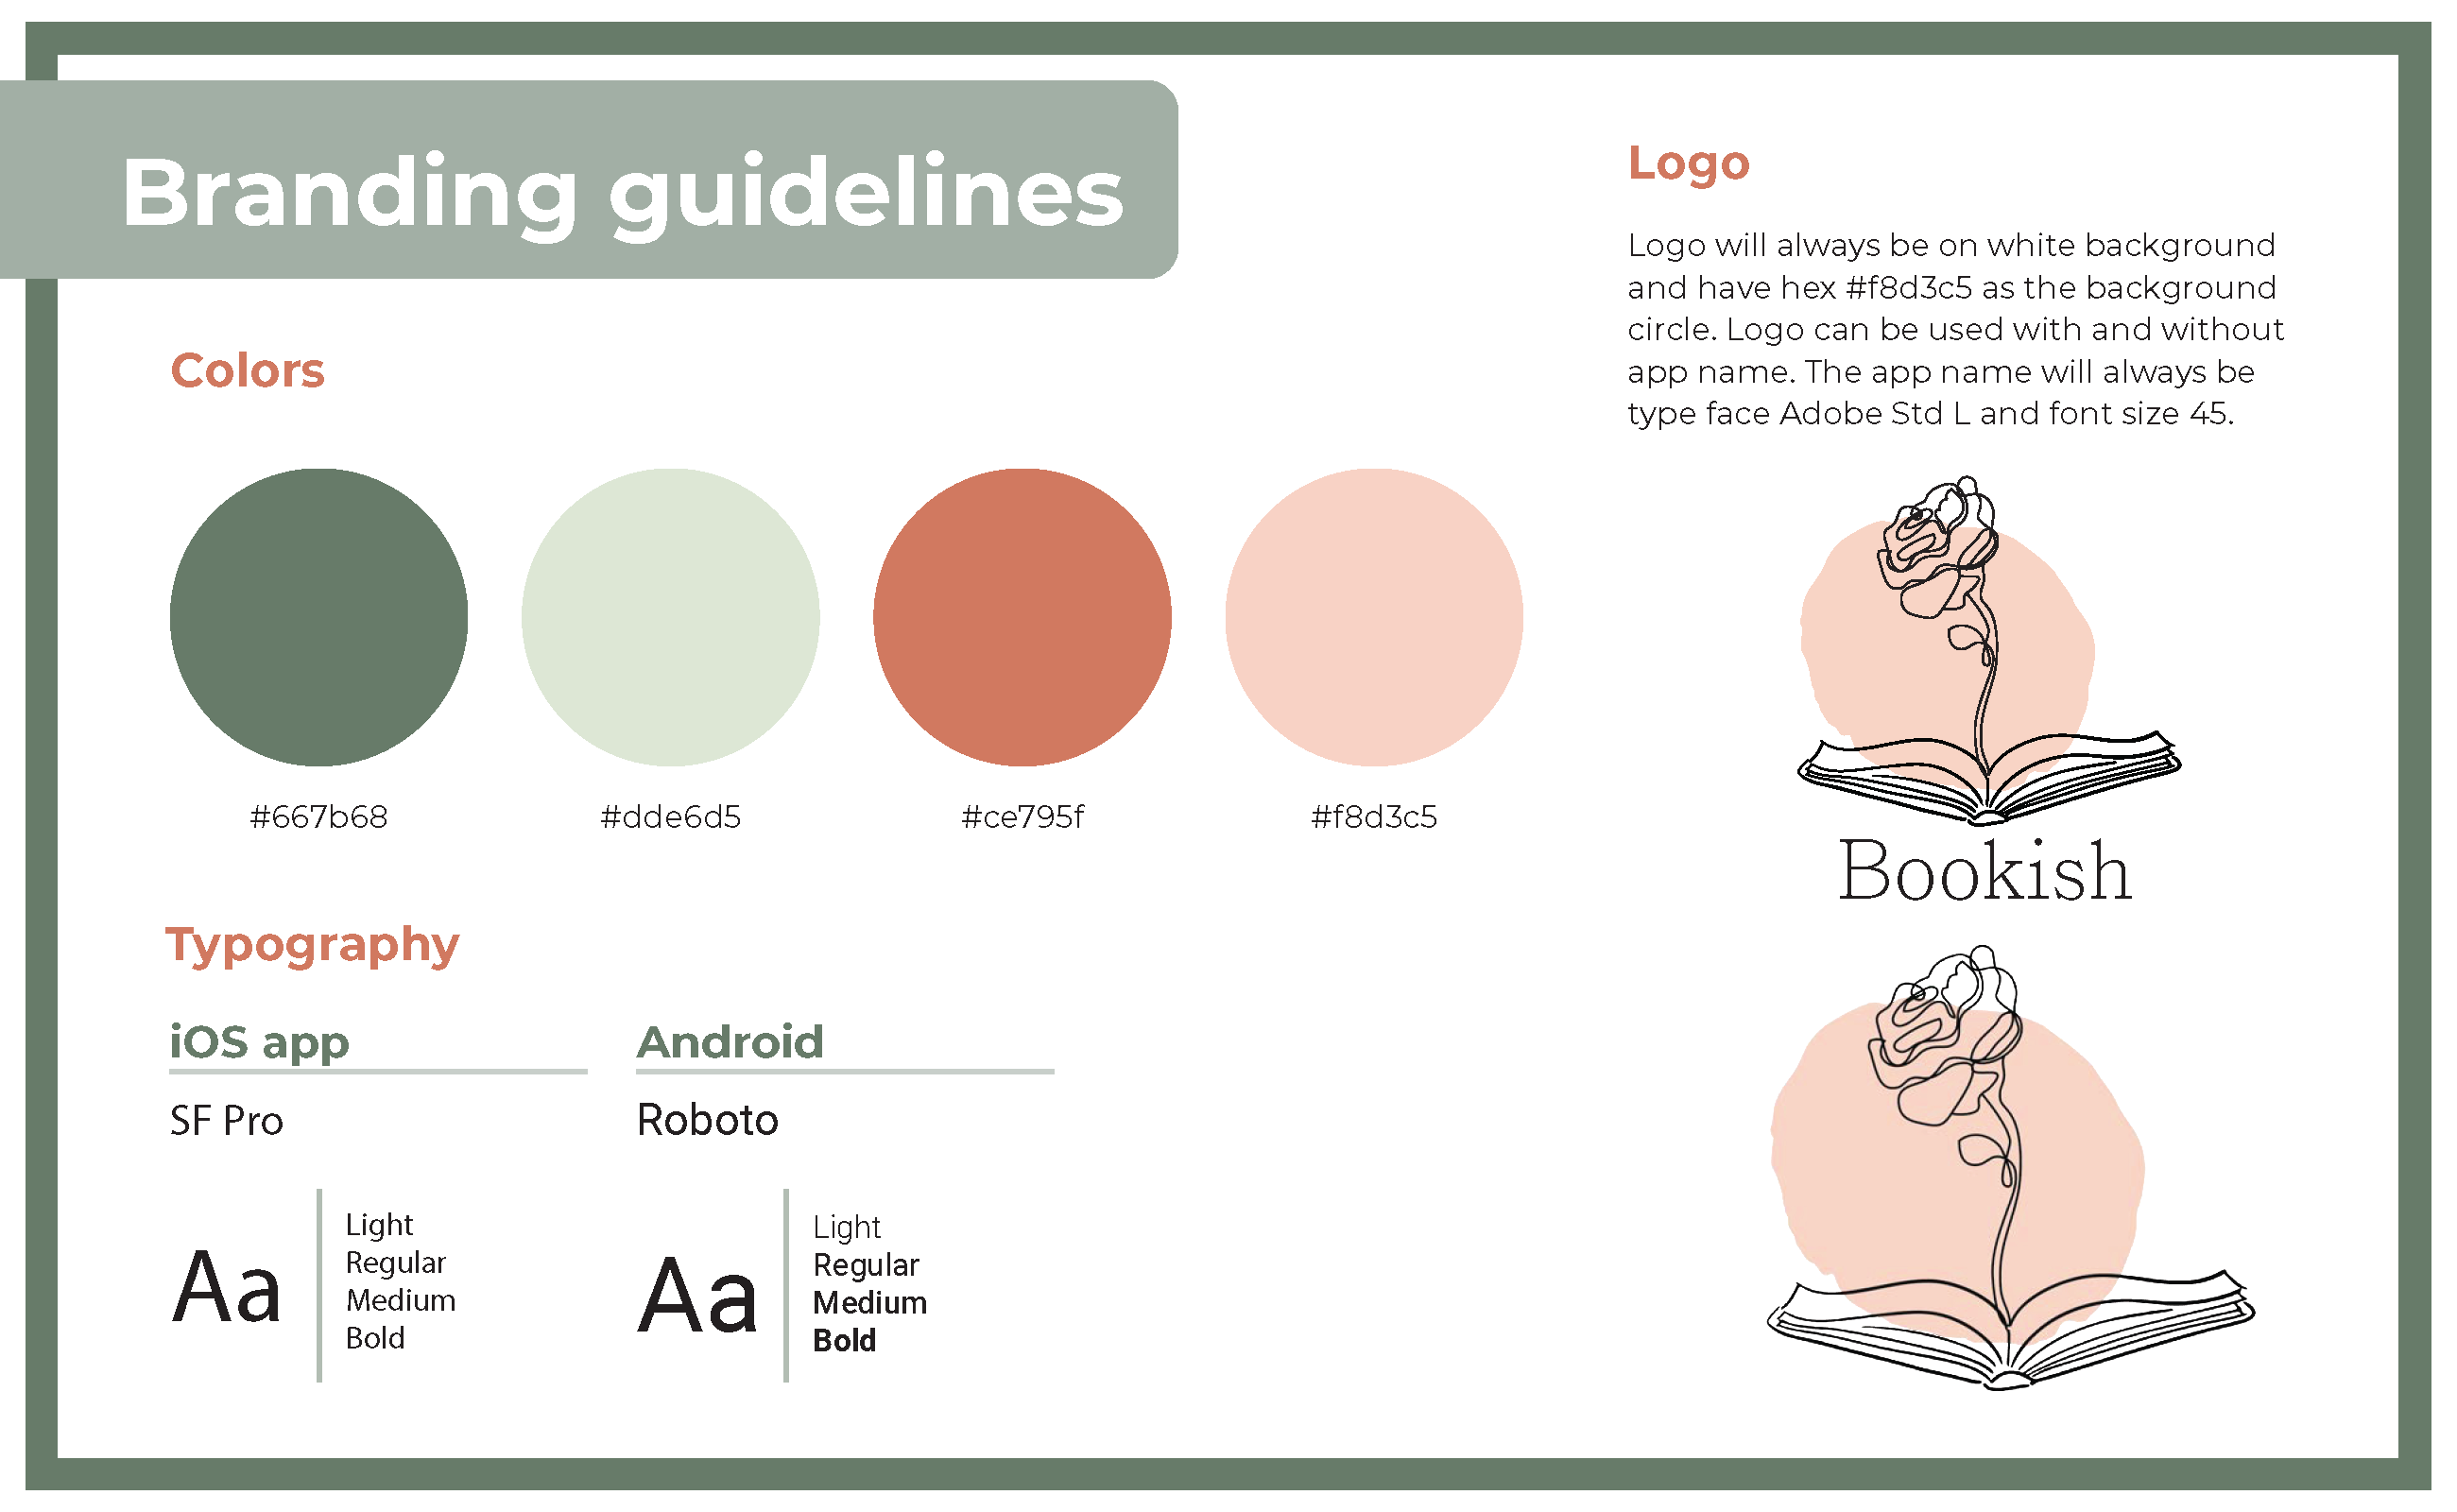 Branding guidelines
Colors
#667b68
#dde6d5
#ce795f
#f8d3c5
Typography
iOS app
SF Pro
Aa
Light
Regular
Medium
Bold
Android
Roboto
Aa
Light
Regular
Medium
Bold
Logo
Logo will always be on white background
and have hex #f8d3c5 as the background
circle. Logo can be used with and without
app name. The app name will always be
type face Adobe Std L and font size 45.
Bookish